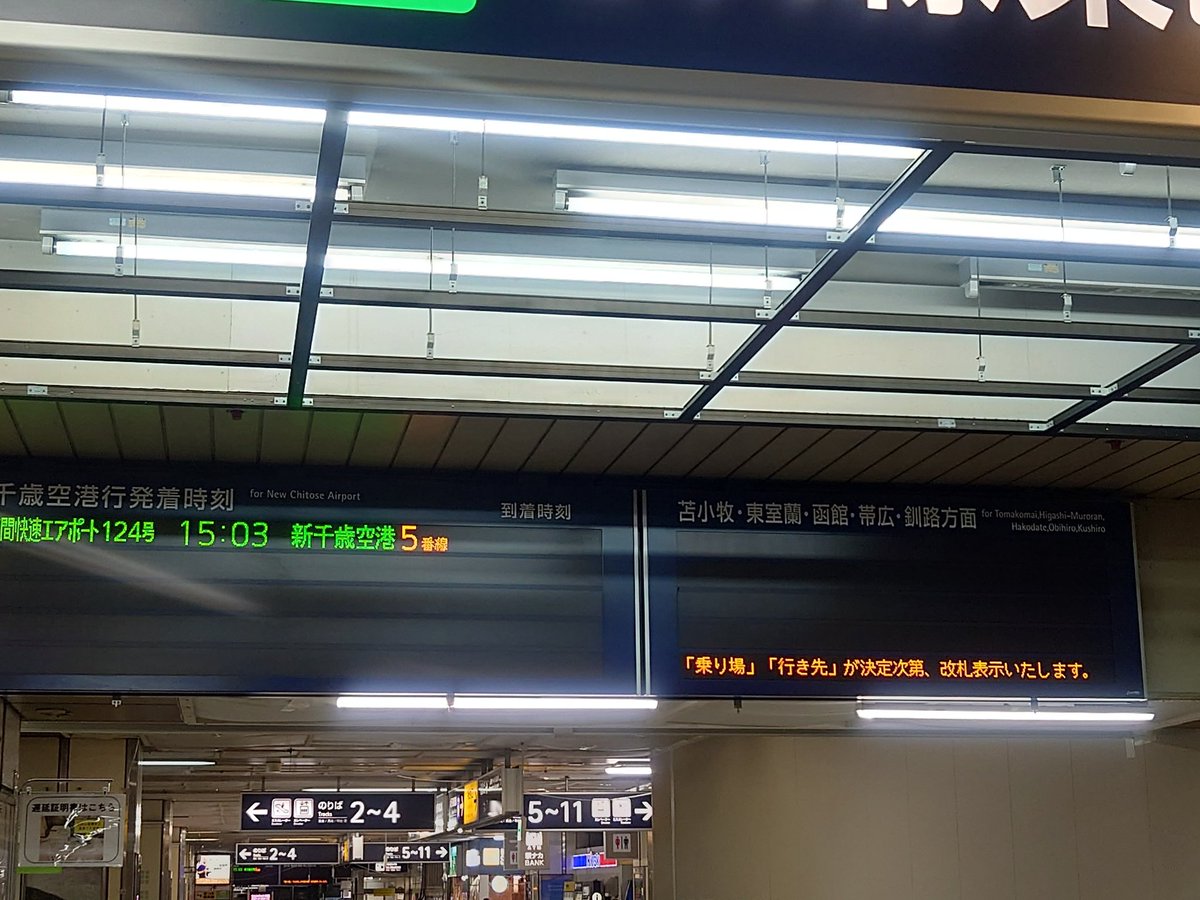 千歳空港行発着時刻 for New Chitose Airport
到着時刻
間快速エアポート124号 15:03 新千歳空港 5番線
苫小牧・東室蘭・函館・帯広・釧路方面 for Tomakomai,Higashi-Muroran,
Hakodate,Obihiro,Kushiro
「乗り場」「行き先」が決定次第、改札表示いたします。
遅延証明書はこちら
← のりば Tracks 2~4
5~11 →
← 2~4
5~11 →
BANK